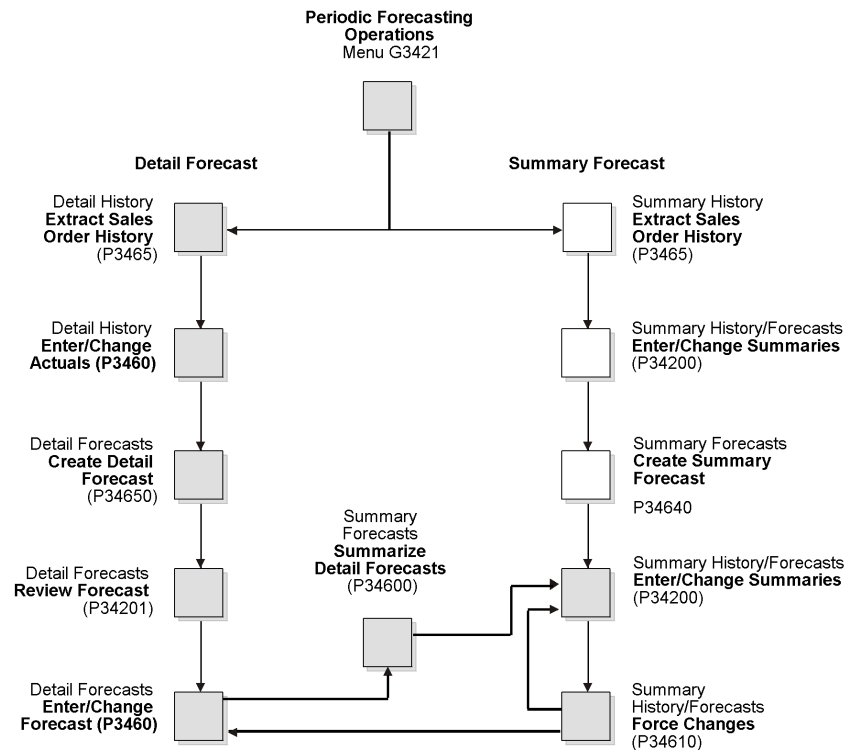 Periodic Forecasting
Operations
Menu G3421
Detail Forecast
Summary Forecast
Detail History
Extract Sales
Order History
(P3465)
Summary History
Extract Sales
Order History
(P3465)
Detail History
Enter/Change
Actuals (P3460)
Summary History/Forecasts
Enter/Change Summaries
(P34200)
Detail Forecasts
Create Detail
Forecast
(P34650)
Summary Forecasts
Create Summary
Forecast
P34640
Summary
Forecasts
Summarize
Detail Forecasts
(P34600)
Detail Forecasts
Review Forecast
(P34201)
Summary History/Forecasts
Enter/Change Summaries
(P34200)
Detail Forecasts
Enter/Change
Forecast (P3460)
Summary
History/Forecasts
Force Changes
(P34610)